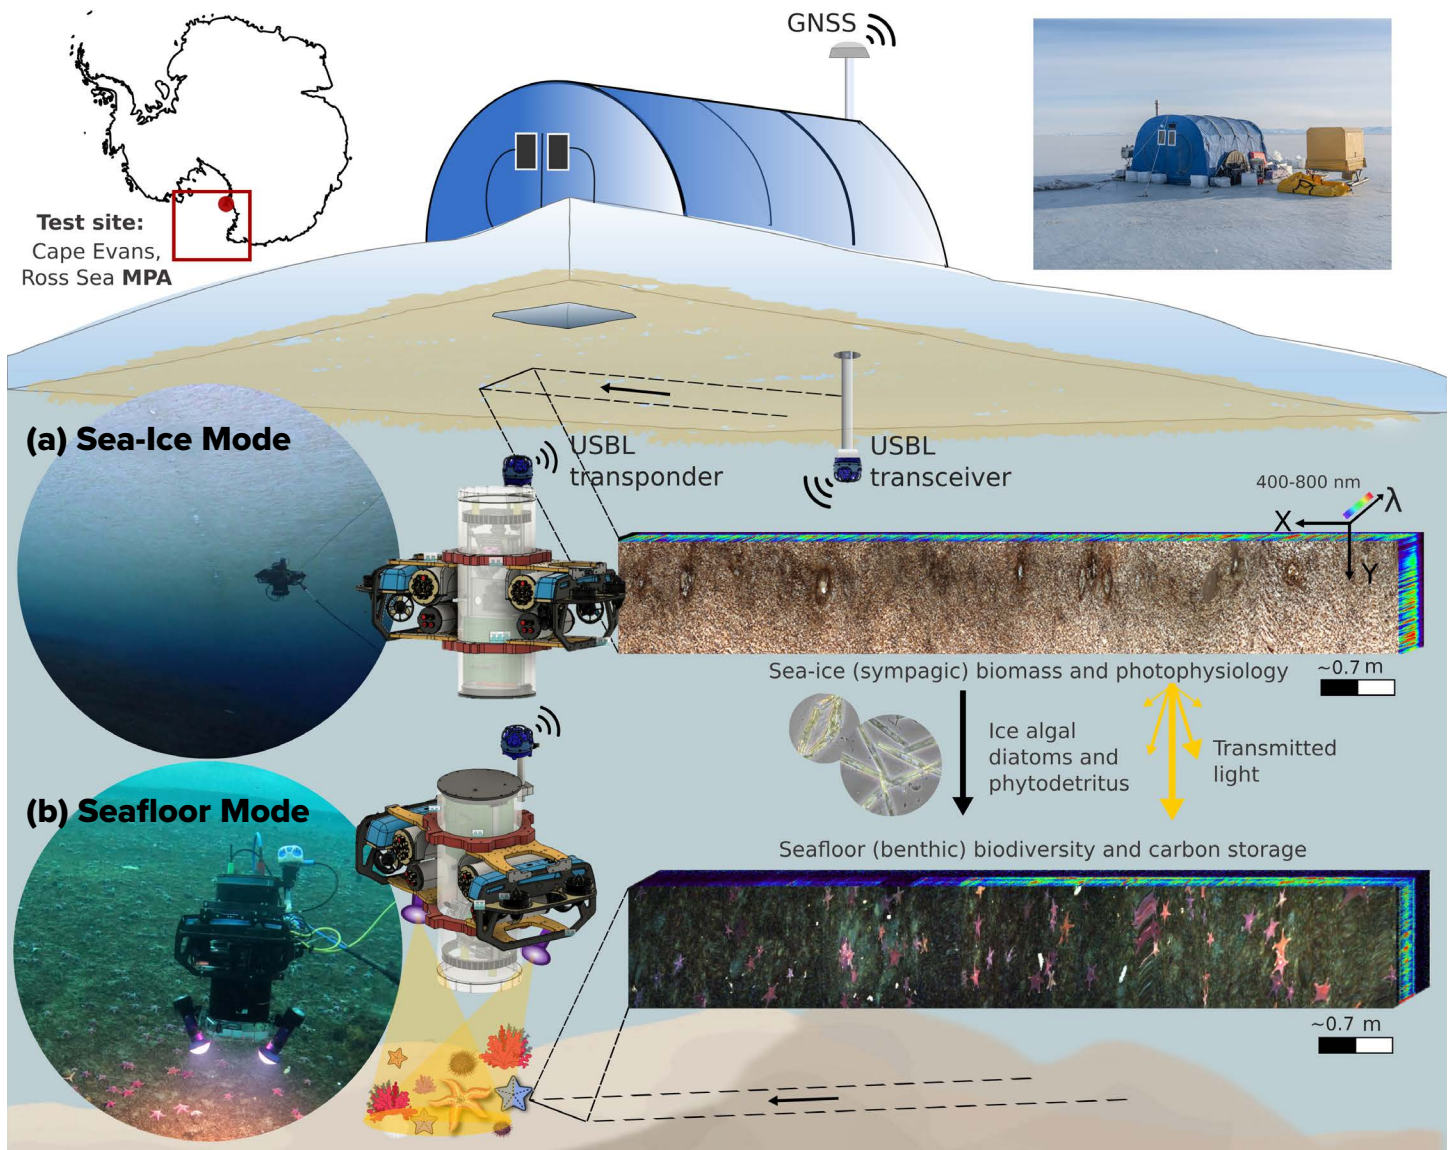 GNSS
Test site:
Cape Evans,
Ross Sea MPA
(a) Sea-Ice Mode
USBL
transponder
USBL
transceiver
400-800 nm
λ
X
Y
Sea-ice (sympagic) biomass and photophysiology
~0.7 m
Ice algal
diatoms and
phytodetritus
Transmitted
light
(b) Seafloor Mode
Seafloor (benthic) biodiversity and carbon storage
~0.7 m